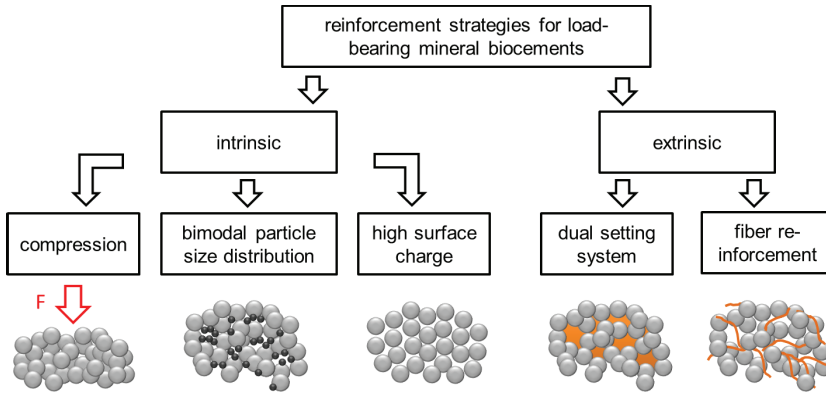 reinforcement strategies for load-
bearing mineral biocements
intrinsic
extrinsic
compression
bimodal particle
size distribution
high surface
charge
dual setting
system
fiber re-
inforcement
F